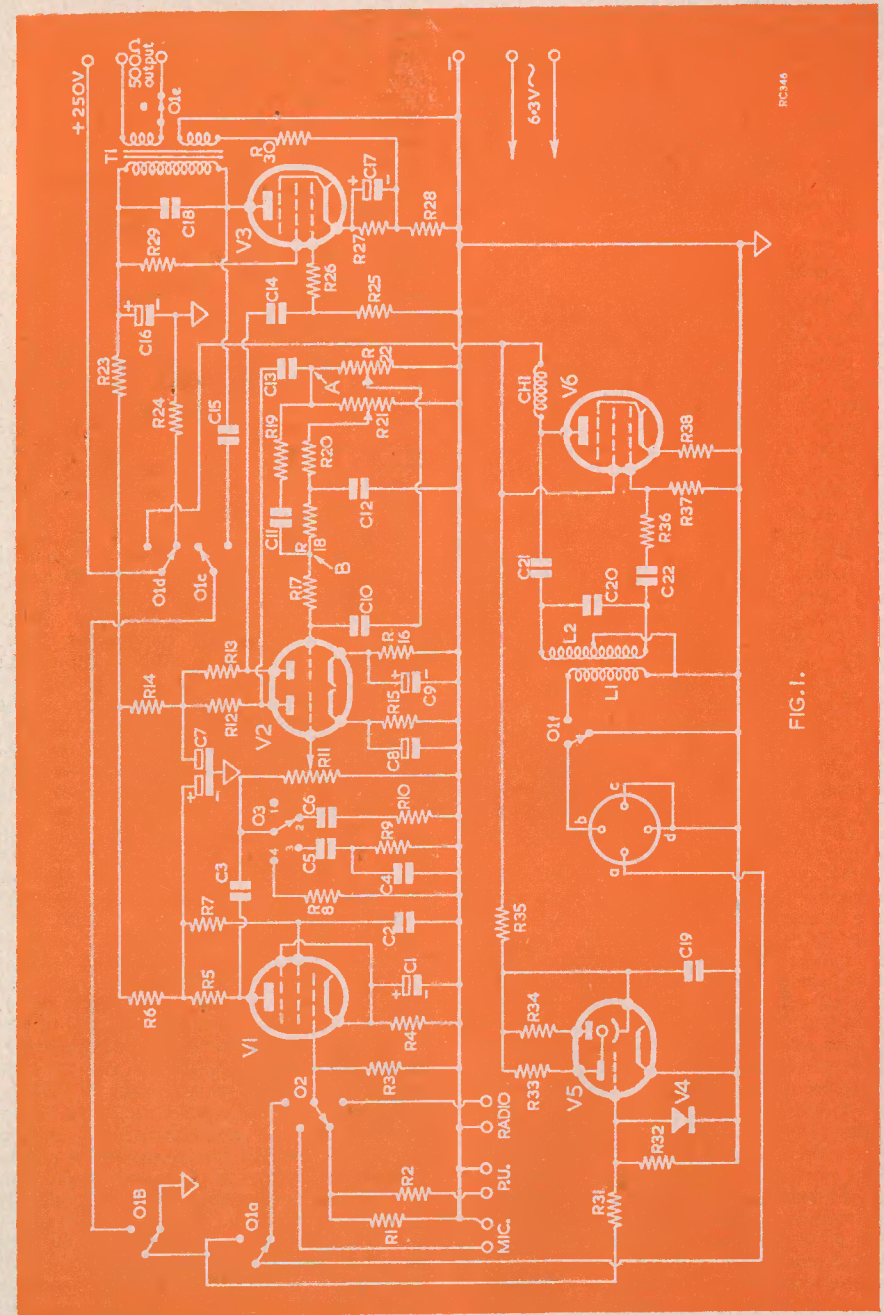 + 250V
T1
500Ω
output
O1e
O1B
O1a
O1d
O1c
R23
R24
C16
+
−
C15
R29
C18
R30
V3
R6
R5
R7
C7
+
−
R14
R12
R13
C13
C14
V1
C3
O3
1
2
3
4
V2
R11
R17
B
R18
C11
R19
R20
A
R21
R22
R26
R25
R27
C17
+
−
R28
O2
R3
R4
C1
+
−
C2
R8
C5
C4
R9
C6
R10
C8
R15
C9
+
−
R16
C10
C12
R1
R2
MIC.
P.U.
RADIO
−
6·3V~
R31
R32
V4
V5
R33
R34
R35
C19
a
b
c
d
O1f
L1
L2
C20
C21
C22
R36
R37
CH1
V6
R38
FIG.1.
RC346